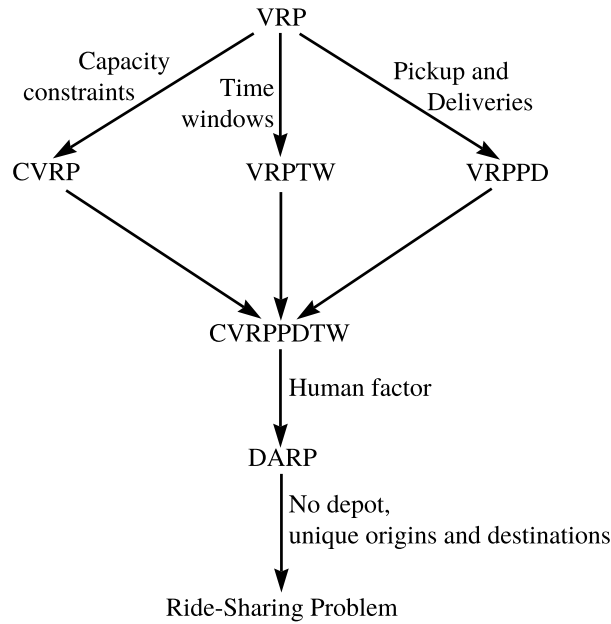 VRP
Capacity
constraints
Time
windows
Pickup and
Deliveries
CVRP
VRPTW
VRPPD
CVRPPDTW
Human factor
DARP
No depot,
unique origins and destinations
Ride-Sharing Problem